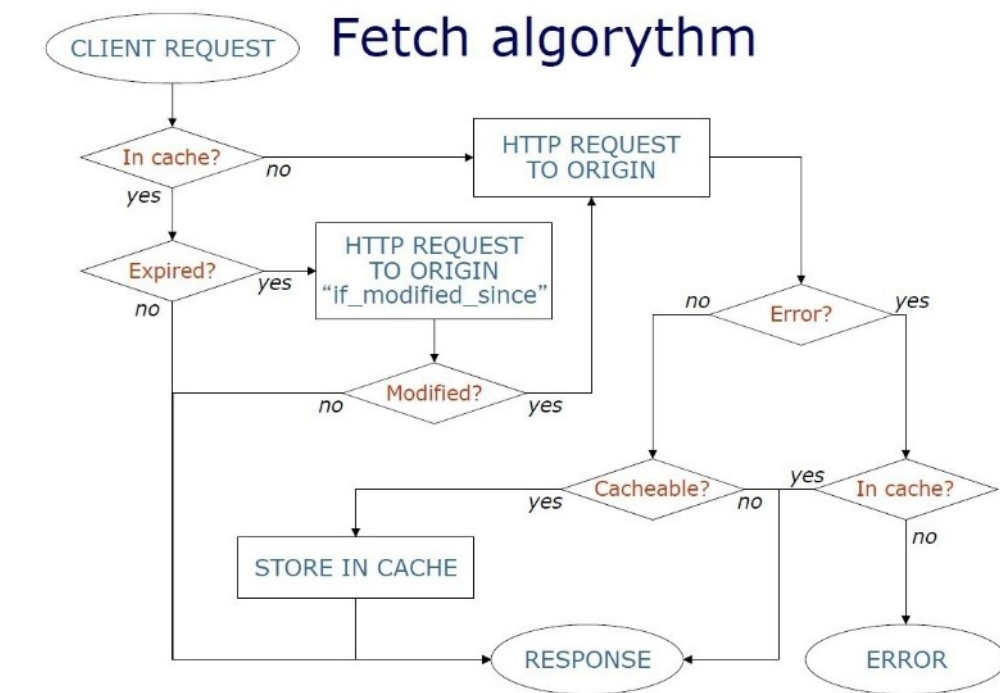 Fetch algorythm
CLIENT REQUEST
In cache?
no
yes
HTTP REQUEST
TO ORIGIN
Expired?
yes
no
HTTP REQUEST
TO ORIGIN
“if_modified_since”
Error?
no
yes
Modified?
no
yes
Cacheable?
yes
no
In cache?
yes
no
STORE IN CACHE
RESPONSE
ERROR